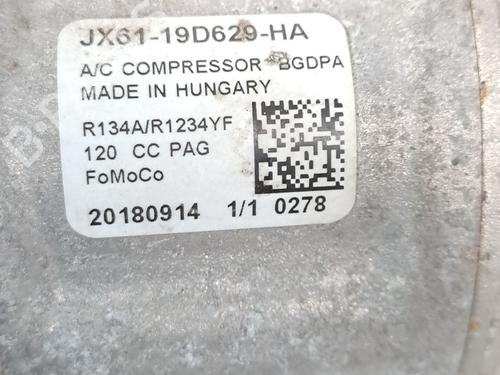 JX61-19D629-HA
A/C COMPRESSOR BGDPA
MADE IN HUNGARY
R134A/R1234YF
120 CC PAG
FoMoCo
20180914 1/1 0278